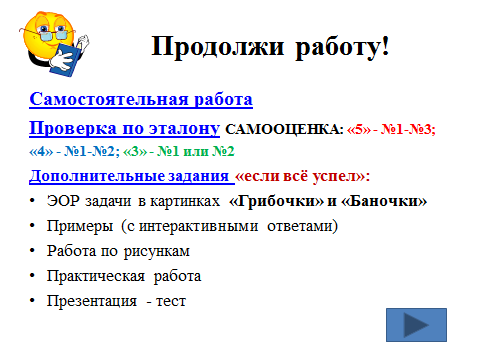 Продолжи работу!
Самостоятельная работа
Проверка по эталону САМООЦЕНКА: «5» - №1-№3;
«4» - №1-№2; «3» - №1 или №2
Дополнительные задания «если всё успел»:
• ЭОР задачи в картинках «Грибочки» и «Баночки»
• Примеры (с интерактивными ответами)
• Работа по рисункам
• Практическая работа
• Презентация - тест